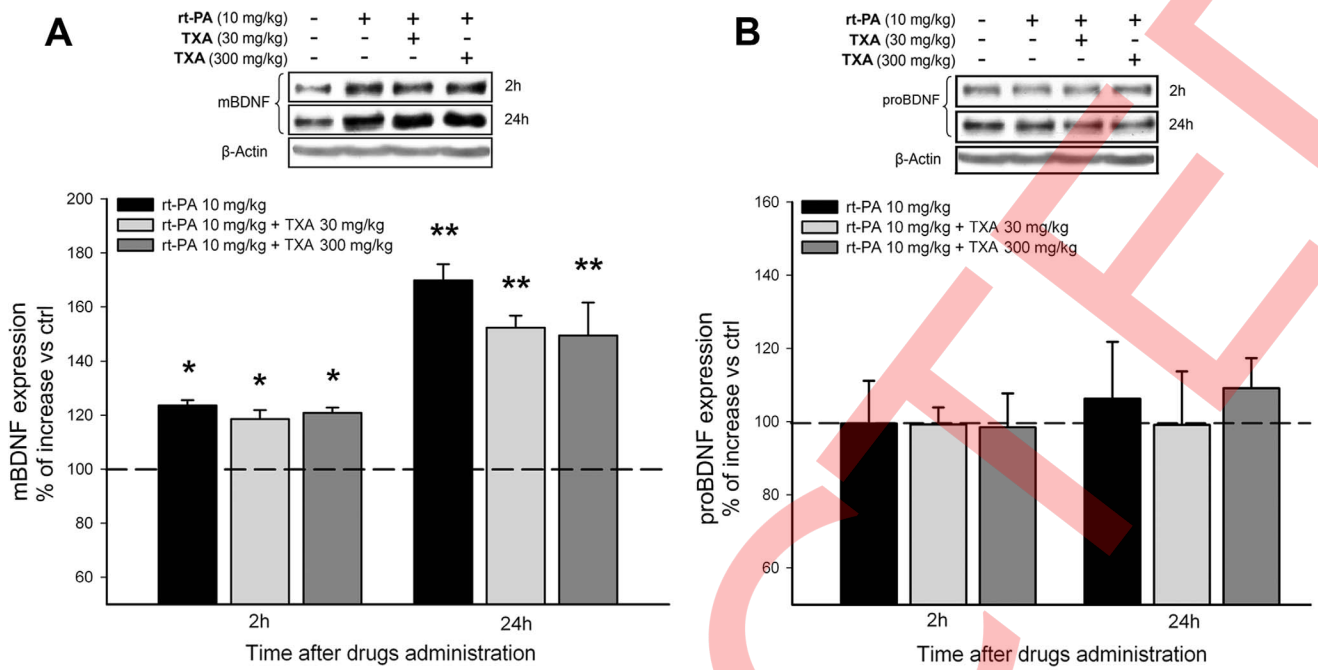 A
rt-PA (10 mg/kg) - + + +
TXA (30 mg/kg) - - + -
TXA (300 mg/kg) - - - +
mBDNF
2h
24h
β-Actin
mBDNF expression
% of increase vs ctrl
200
180
160
140
120
100
80
60
rt-PA 10 mg/kg
rt-PA 10 mg/kg + TXA 30 mg/kg
rt-PA 10 mg/kg + TXA 300 mg/kg
* * *
** ** **
2h 24h
Time after drugs administration
B
rt-PA (10 mg/kg) - + + +
TXA (30 mg/kg) - - + -
TXA (300 mg/kg) - - - +
proBDNF
2h
24h
β-Actin
proBDNF expression
% of increase vs ctrl
160
140
120
100
80
60
rt-PA 10 mg/kg
rt-PA 10 mg/kg + TXA 30 mg/kg
rt-PA 10 mg/kg + TXA 300 mg/kg
2h 24h
Time after drugs administration